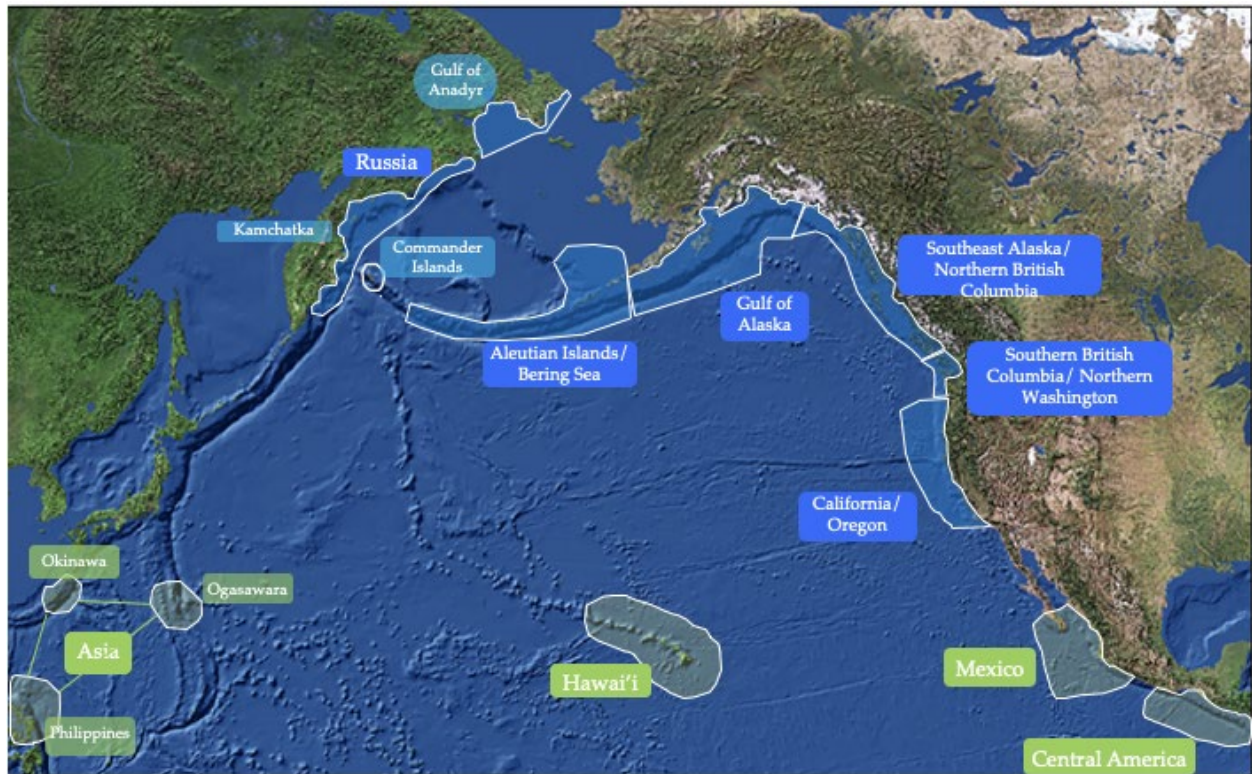 Gulf of
Anadyr
Russia
Kamchatka
Commander
Islands
Southeast Alaska/
Northern British
Columbia
Gulf of
Alaska
Aleutian Islands/
Bering Sea
Southern British
Columbia/ Northern
Washington
California/
Oregon
Okinawa
Ogasawara
Asia
Hawai'i
Mexico
Philippines
Central America